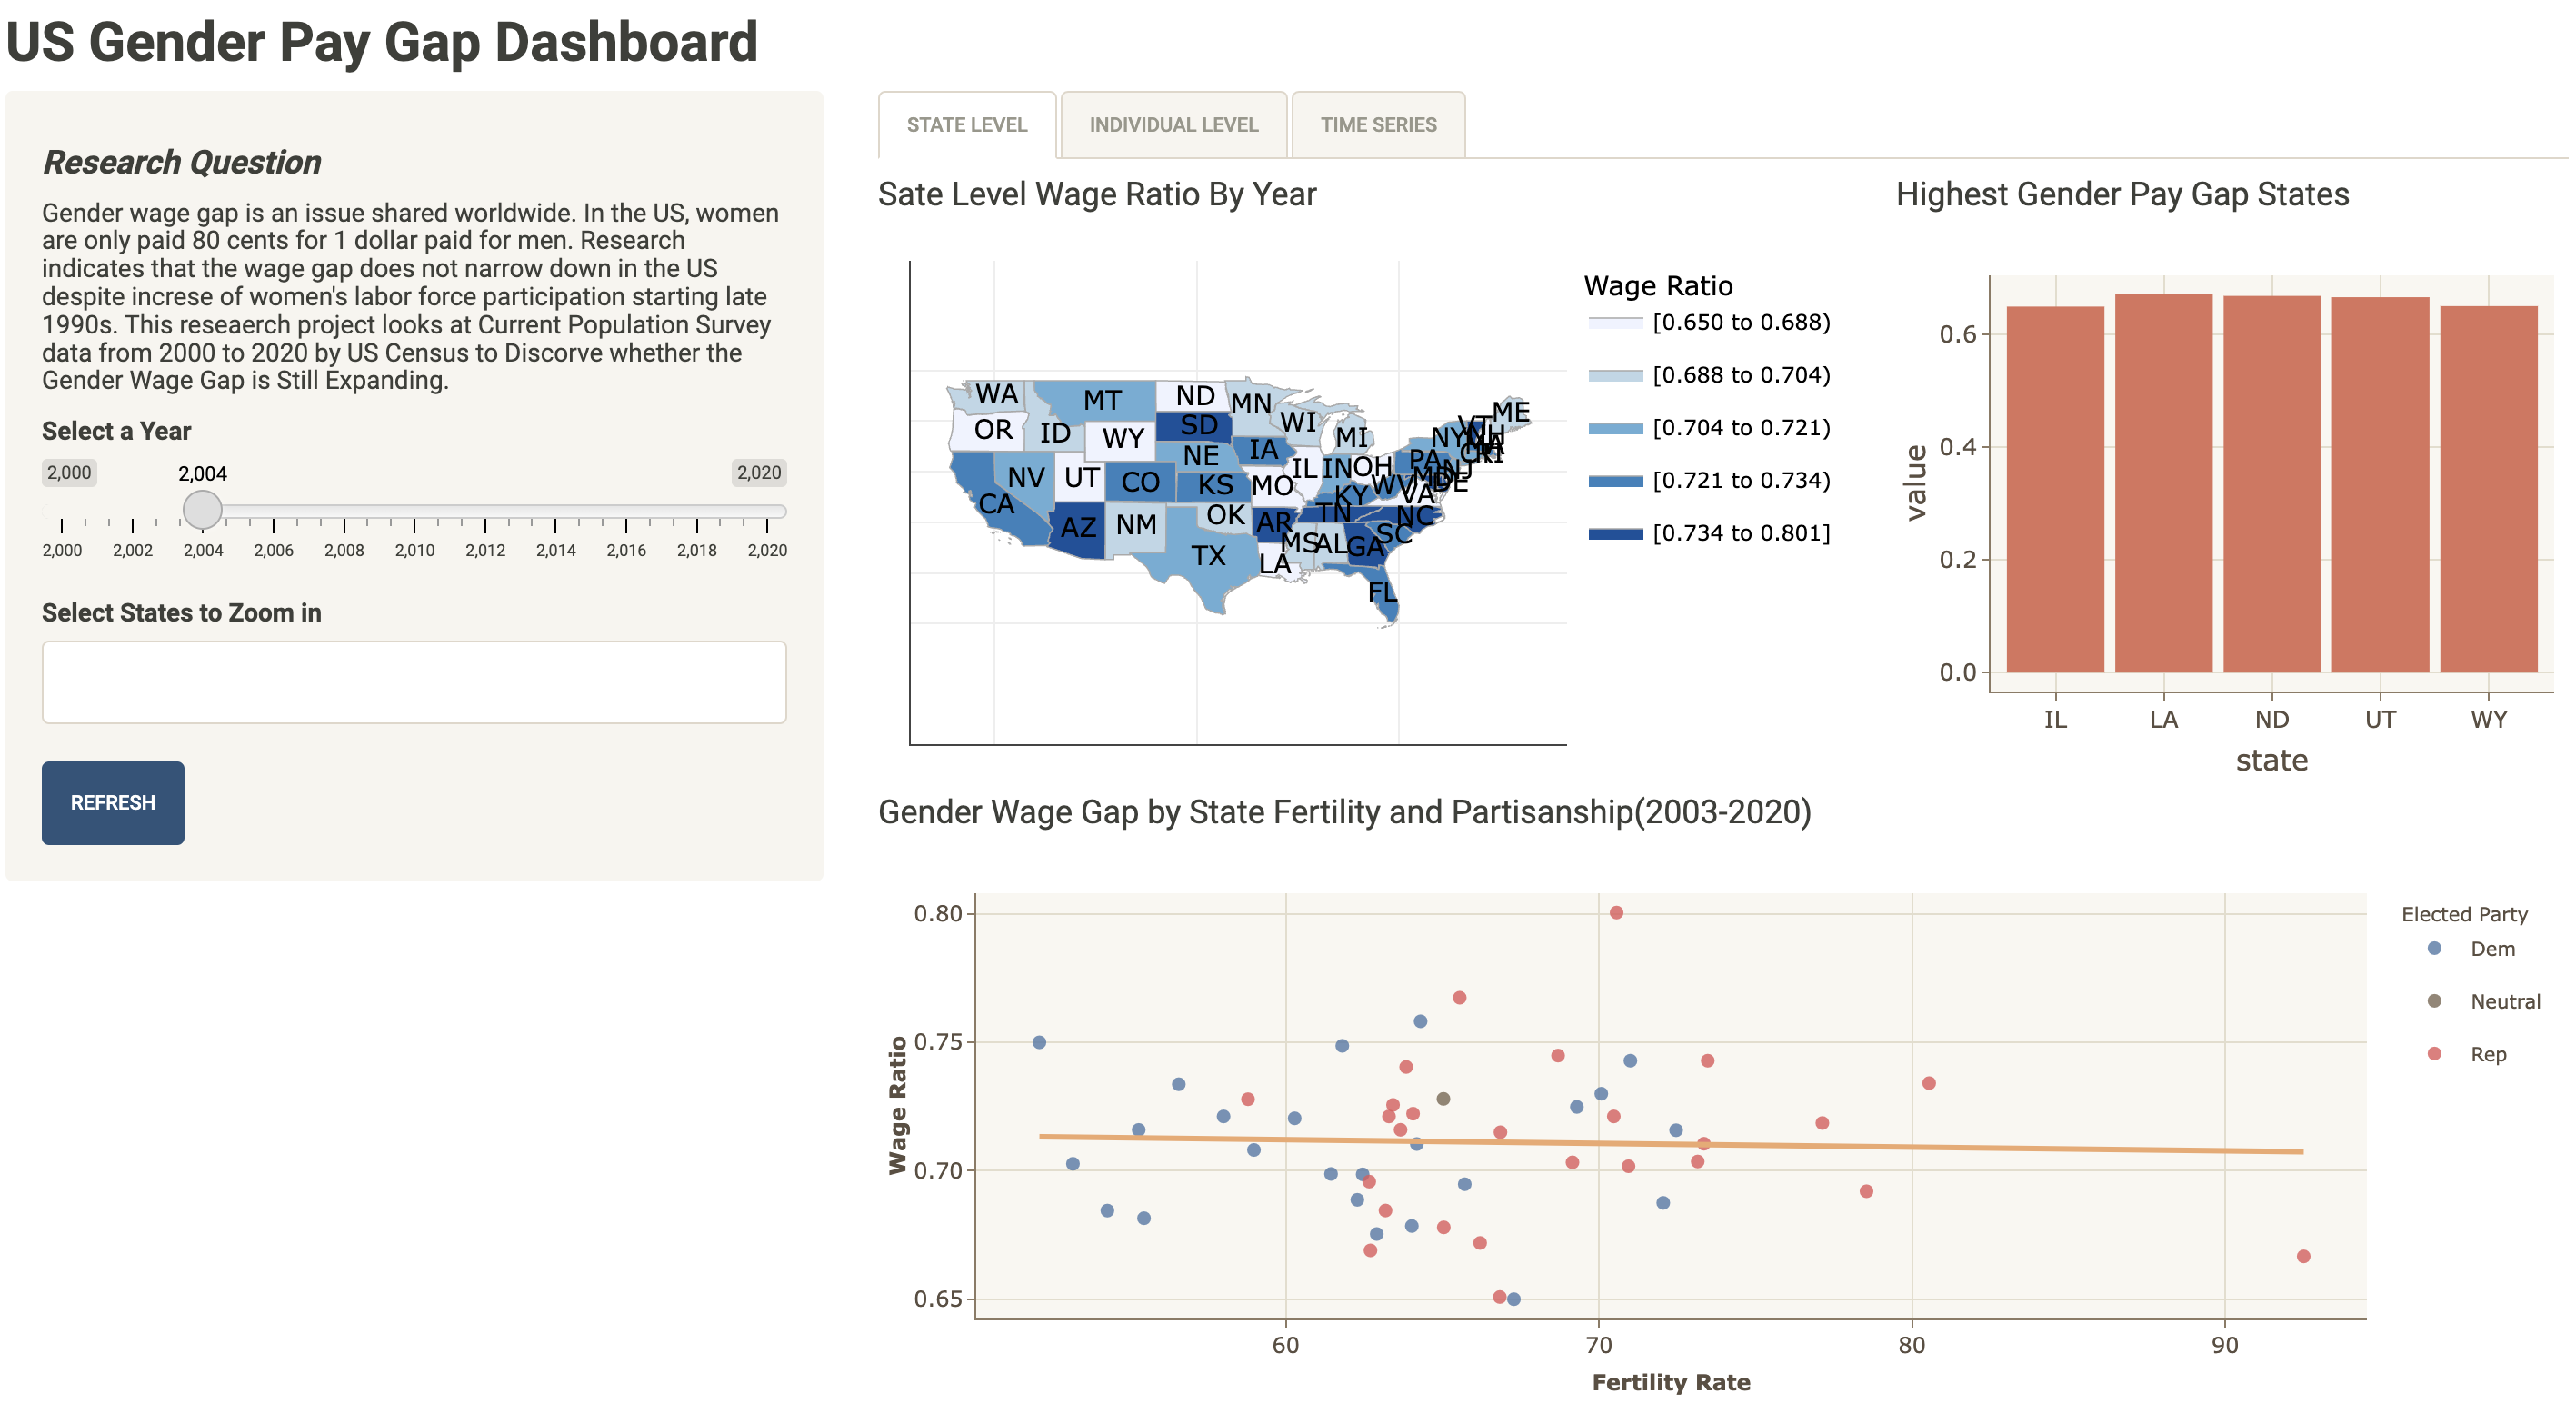 US Gender Pay Gap Dashboard
Research Question
Gender wage gap is an issue shared worldwide. In the US, women
are only paid 80 cents for 1 dollar paid for men. Research
indicates that the wage gap does not narrow down in the US
despite increse of women's labor force participation starting late
1990s. This reseaerch project looks at Current Population Survey
data from 2000 to 2020 by US Census to Discorve whether the
Gender Wage Gap is Still Expanding.
Select a Year
2,000
2,004
2,020
2,000 2,002 2,004 2,006 2,008 2,010 2,012 2,014 2,016 2,018 2,020
Select States to Zoom in
REFRESH
STATE LEVEL
INDIVIDUAL LEVEL
TIME SERIES
Sate Level Wage Ratio By Year
WA MT ND MN ME
OR ID WY SD WI MI NY VT
NV UT CO NE IA IL IN OH PA
CA KS MO KY WV VA DE
AZ NM OK AR TN NC
TX MS AL GA SC
LA
FL
Wage Ratio
[0.650 to 0.688)
[0.688 to 0.704)
[0.704 to 0.721)
[0.721 to 0.734)
[0.734 to 0.801]
Highest Gender Pay Gap States
value
0.6
0.4
0.2
0.0
IL LA ND UT WY
state
Gender Wage Gap by State Fertility and Partisanship(2003-2020)
Wage Ratio
0.80
0.75
0.70
0.65
60 70 80 90
Fertility Rate
Elected Party
Dem
Neutral
Rep